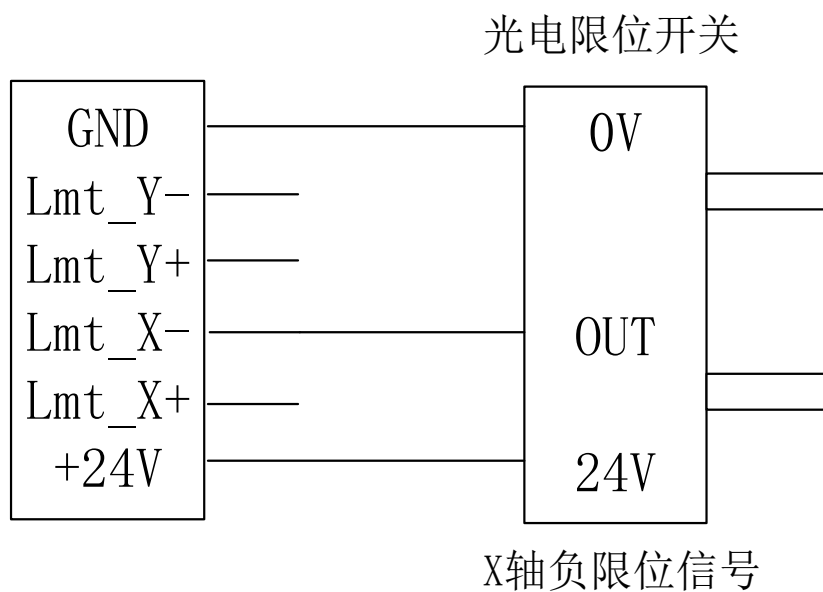 光电限位开关
GND
Lmt_Y-
Lmt_Y+
Lmt_X-
Lmt_X+
+24V
0V
OUT
24V
X轴负限位信号